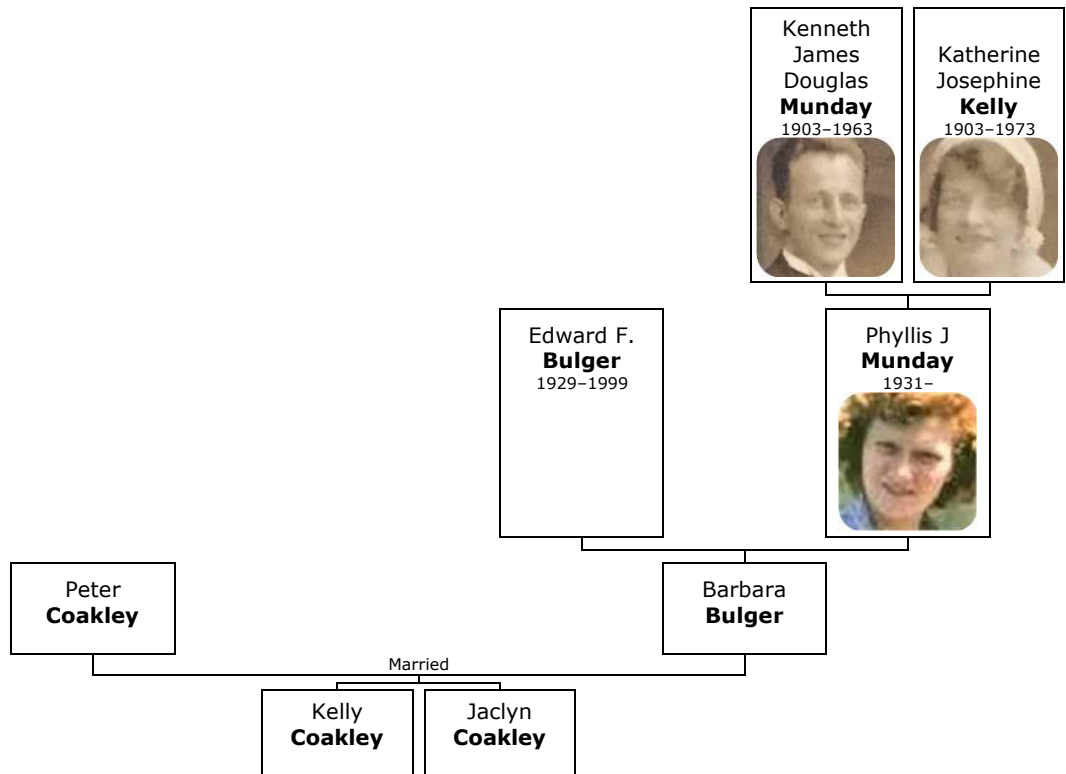 Kenneth
James
Douglas
Munday
1903–1963
Katherine
Josephine
Kelly
1903–1973
Edward F.
Bulger
1929–1999
Phyllis J
Munday
1931–
Peter
Coakley
Barbara
Bulger
Married
Kelly
Coakley
Jaclyn
Coakley